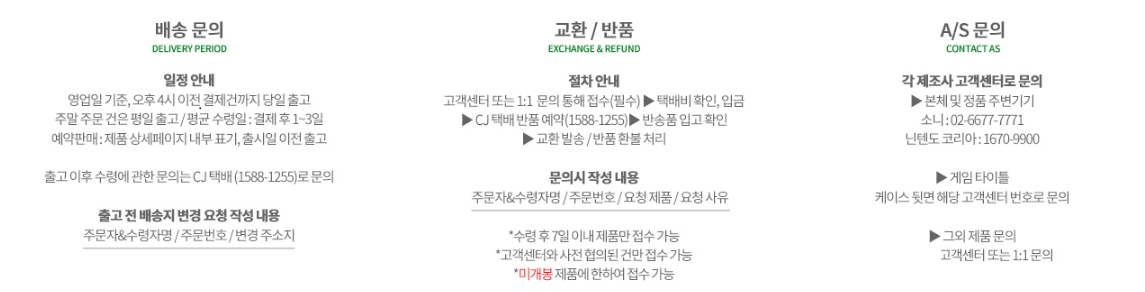 배송 문의
DELIVERY PERIOD
일정 안내
영업일 기준, 오후 4시 이전 결제건까지 당일 출고
주말 주문 건은 평일 출고 / 평균 수령일 : 결제 후 1~3일
예약판매 : 제품 상세페이지 내부 표기, 출시일 이전 출고
출고 이후 수령에 관한 문의는 CJ 택배 (1588-1255)로 문의
출고 전 배송지 변경 요청 작성 내용
주문자&수령자명 / 주문번호 / 변경 주소지
교환 / 반품
EXCHANGE & REFUND
절차 안내
고객센터 또는 1:1 문의 통해 접수(필수) ▶ 택배비 확인, 입금
▶ CJ 택배 반품 예약(1588-1255)▶ 반송품 입고 확인
▶ 교환 발송 / 반품 환불 처리
문의시 작성 내용
주문자&수령자명 / 주문번호 / 요청 제품 / 요청 사유
*수령 후 7일 이내 제품만 접수 가능
*고객센터와 사전 협의된 건만 접수 가능
*미개봉 제품에 한하여 접수 가능
A/S 문의
CONTACT AS
각 제조사 고객센터로 문의
▶ 본체 및 정품 주변기기
소니 : 02-6677-7771
닌텐도 코리아 : 1670-9900
▶ 게임 타이틀
케이스 뒷면 해당 고객센터 번호로 문의
▶ 그외 제품 문의
고객센터 또는 1:1 문의